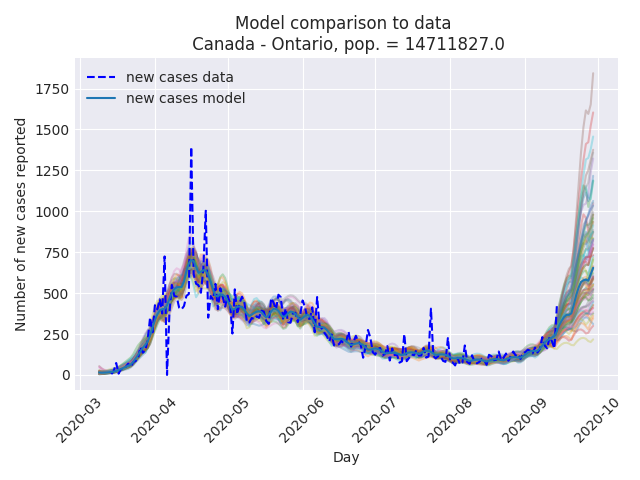 Model comparison to data
Canada - Ontario, pop. = 14711827.0
new cases data
new cases model
Number of new cases reported
1750
1500
1250
1000
750
500
250
0
2020-03
2020-04
2020-05
2020-06
2020-07
2020-08
2020-09
2020-10
Day